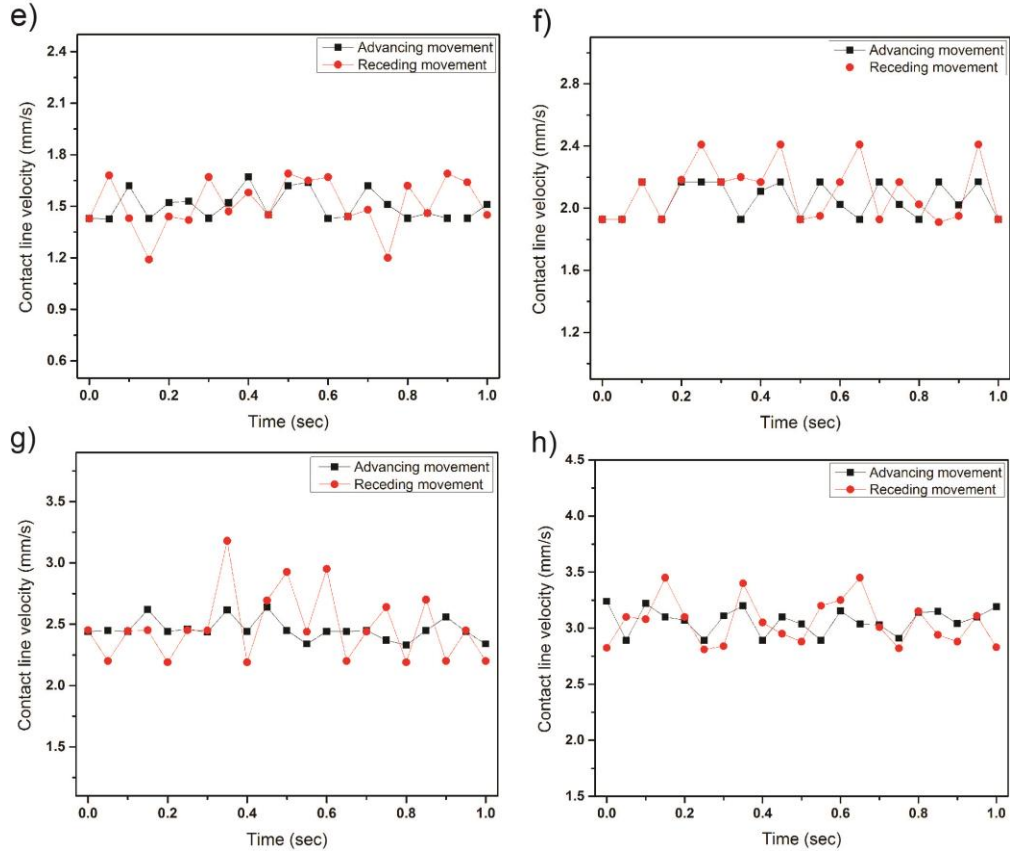 e)
Advancing movement
Receding movement
2.4
2.1
1.8
1.5
1.2
0.9
0.6
Contact line velocity (mm/s)
0.0 0.2 0.4 0.6 0.8 1.0
Time (sec)
f)
Advancing movement
Receding movement
2.8
2.4
2.0
1.6
1.2
Contact line velocity (mm/s)
0.0 0.2 0.4 0.6 0.8 1.0
Time (sec)
g)
Advancing movement
Receding movement
3.5
3.0
2.5
2.0
1.5
Contact line velocity (mm/s)
0.0 0.2 0.4 0.6 0.8 1.0
Time (sec)
h)
Advancing movement
Receding movement
4.5
4.0
3.5
3.0
2.5
2.0
1.5
Contact line velocity (mm/s)
0.0 0.2 0.4 0.6 0.8 1.0
Time (sec)